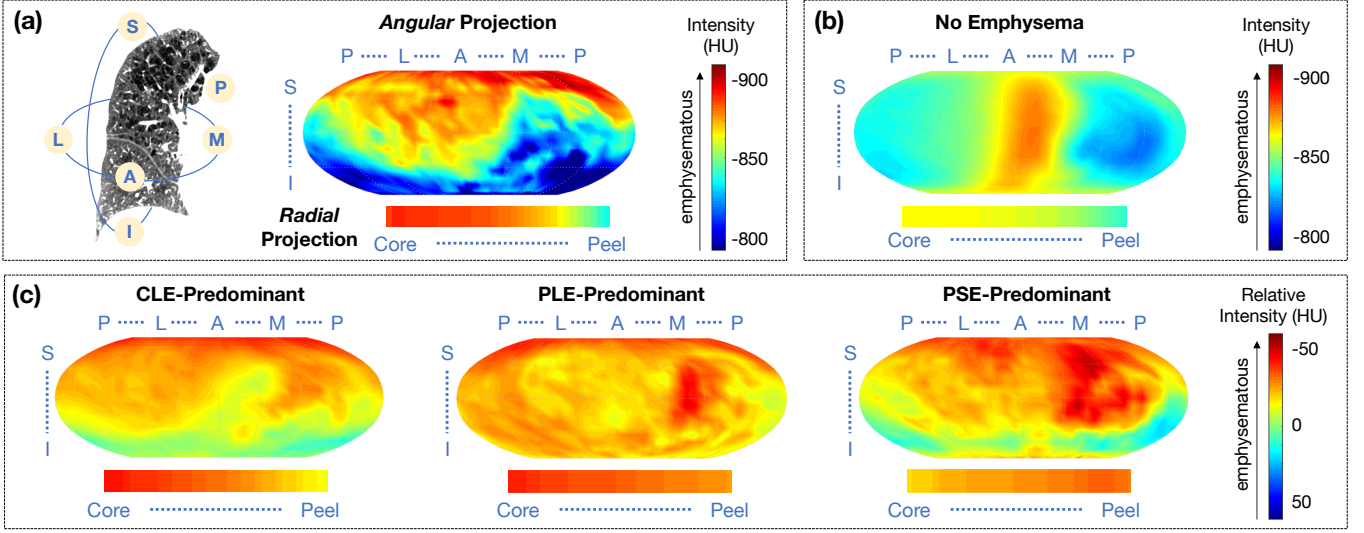 (a)
S
P
L
M
A
I
Angular Projection
P ······ L ······ A ······ M ······ P
S
I
Radial
Projection
Core
Peel
Intensity
(HU)
emphysematous
-900
-850
-800
(b)
No Emphysema
P ······ L ······ A ······ M ······ P
S
I
Core
Peel
Intensity
(HU)
emphysematous
-900
-850
-800
(c)
CLE-Predominant
P ······ L ······ A ······ M ······ P
S
I
Core
Peel
PLE-Predominant
P ······ L ······ A ······ M ······ P
S
I
Core
Peel
PSE-Predominant
P ······ L ······ A ······ M ······ P
S
I
Core
Peel
Relative
Intensity (HU)
emphysematous
-50
0
50